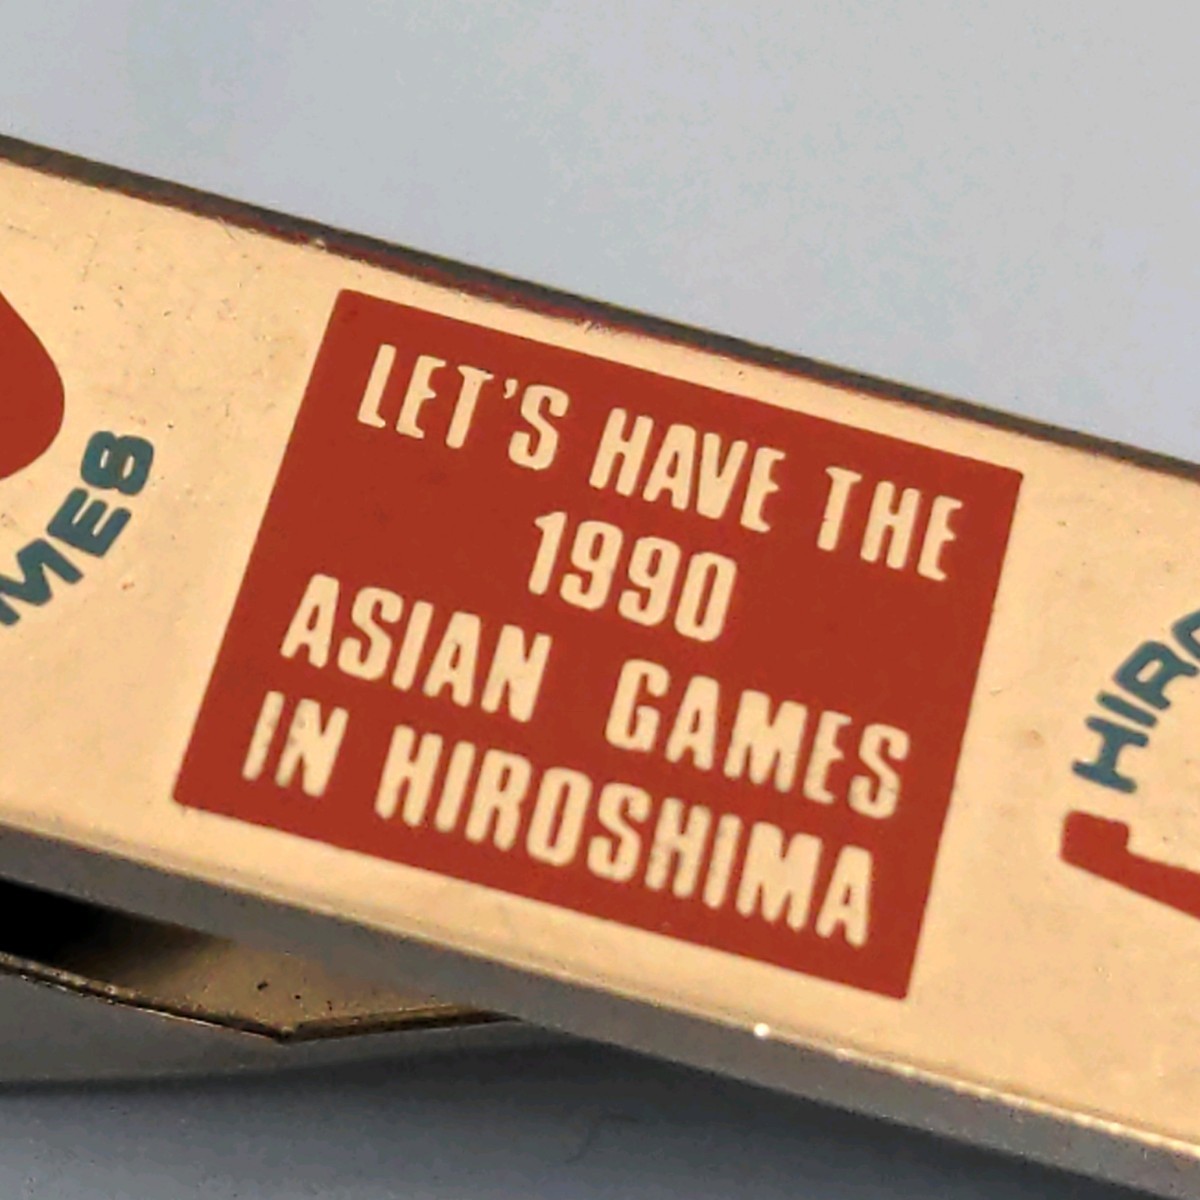 LET'S HAVE THE
1990
ASIAN GAMES
IN HIROSHIMA